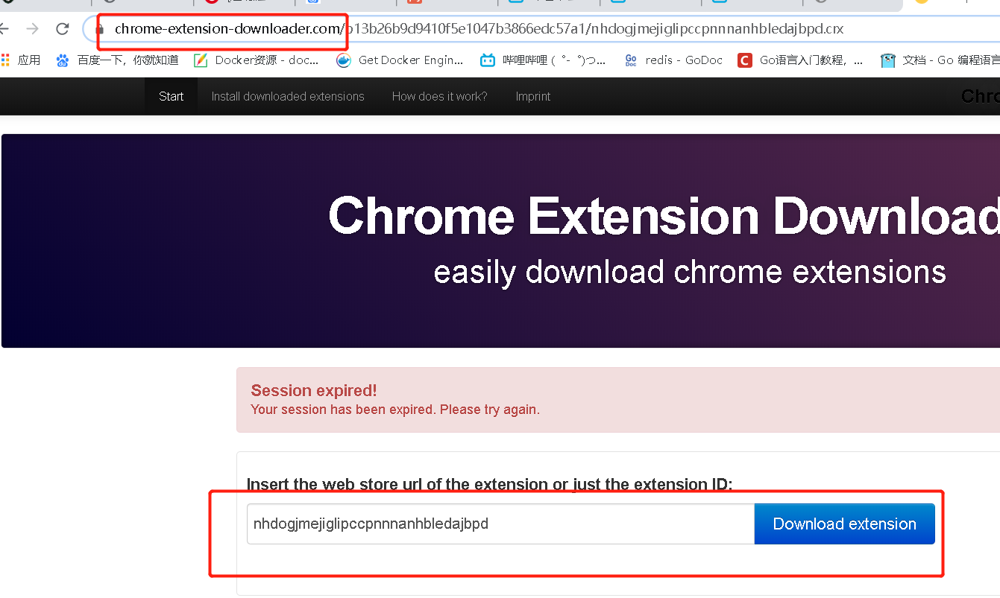 chrome-extension-downloader.com/b13b26b9d9410f5e1047b3866edc57a1/nhdogjmejiglipccpnnnanhbledajbpd.crx
应用 百度一下，你就知道 Docker资源 - doc... Get Docker Engin... 哔哩哔哩 (゜-゜)つ... redis - GoDoc Go语言入门教程，... 文档 - Go 编程语言
Start Install downloaded extensions How does it work? Imprint Chro
Chrome Extension Download
easily download chrome extensions
Session expired!
Your session has been expired. Please try again.
Insert the web store url of the extension or just the extension ID:
nhdogjmejiglipccpnnnanhbledajbpd Download extension